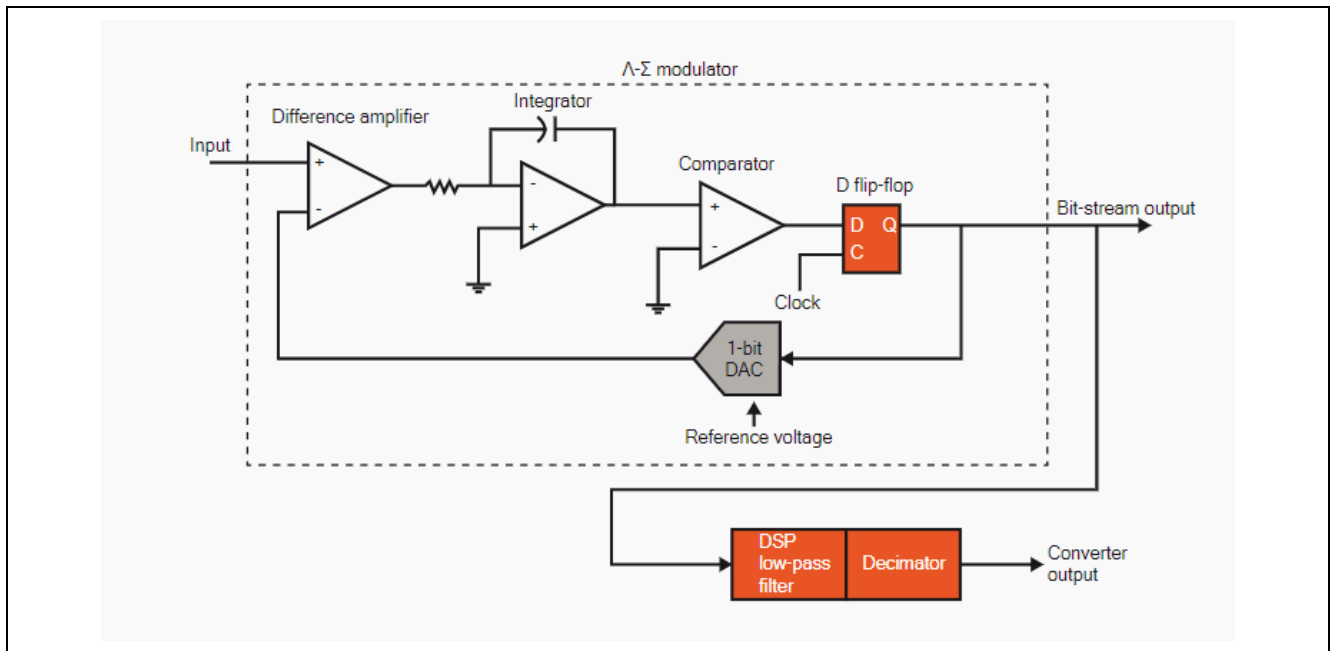 Λ-Σ modulator
Integrator
Difference amplifier
Input
+
-
-
+
Comparator
+
-
D flip-flop
D Q
C
Clock
Bit-stream output
1-bit
DAC
Reference voltage
DSP
low-pass
filter
Decimator
Converter
output